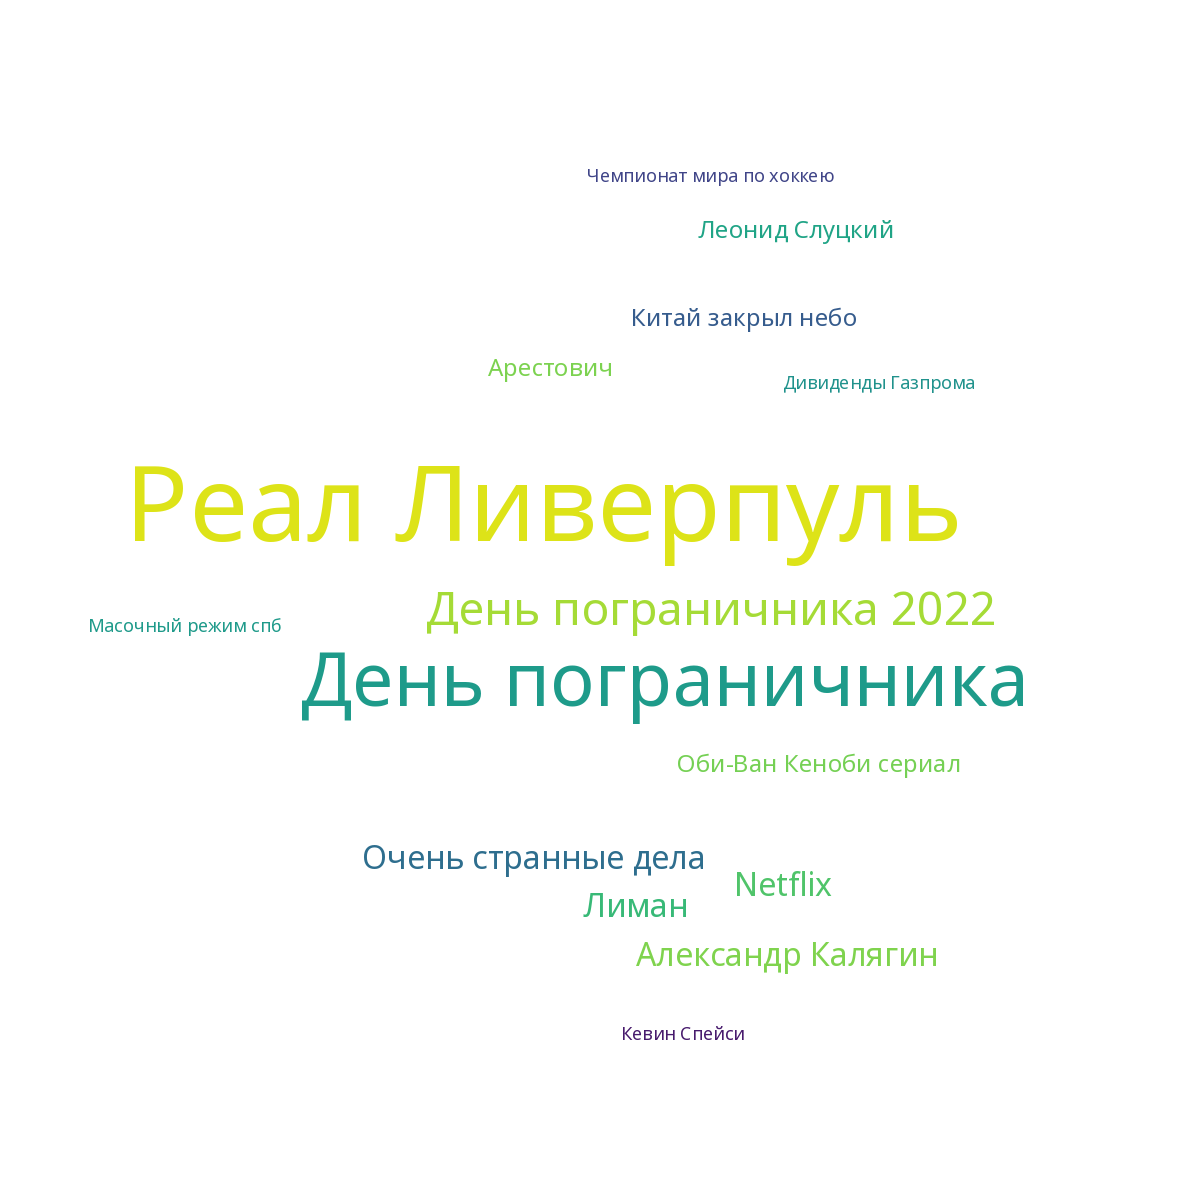 Чемпионат мира по хоккею
Леонид Слуцкий
Китай закрыл небо
Арестович
Дивиденды Газпрома
Реал Ливерпуль
День пограничника 2022
Масочный режим спб
День пограничника
Оби-Ван Кеноби сериал
Очень странные дела
Netflix
Лиман
Александр Калягин
Кевин Спейси